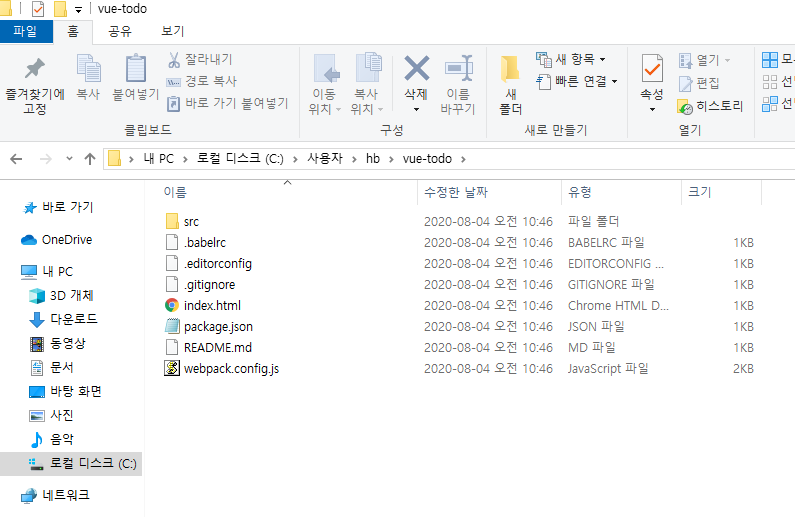 vue-todo
파일 홈 공유 보기
즐겨찾기에 고정
복사
붙여넣기
잘라내기
경로 복사
바로 가기 붙여넣기
클립보드
이동 위치
복사 위치
삭제
이름 바꾸기
구성
새 폴더
새 항목
빠른 연결
새로 만들기
속성
열기
편집
히스토리
열기
내 PC > 로컬 디스크 (C:) > 사용자 > hb > vue-todo >
이름 수정한 날짜 유형 크기
바로 가기
OneDrive
내 PC
3D 개체
다운로드
동영상
문서
바탕 화면
사진
음악
로컬 디스크 (C:)
네트워크
src 2020-08-04 오전 10:46 파일 폴더
.babelrc 2020-08-04 오전 10:46 BABELRC 파일 1KB
.editorconfig 2020-08-04 오전 10:46 EDITORCONFIG ... 1KB
.gitignore 2020-08-04 오전 10:46 GITIGNORE 파일 1KB
index.html 2020-08-04 오전 10:46 Chrome HTML D... 1KB
package.json 2020-08-04 오전 10:46 JSON 파일 1KB
README.md 2020-08-04 오전 10:46 MD 파일 1KB
webpack.config.js 2020-08-04 오전 10:46 JavaScript 파일 2KB